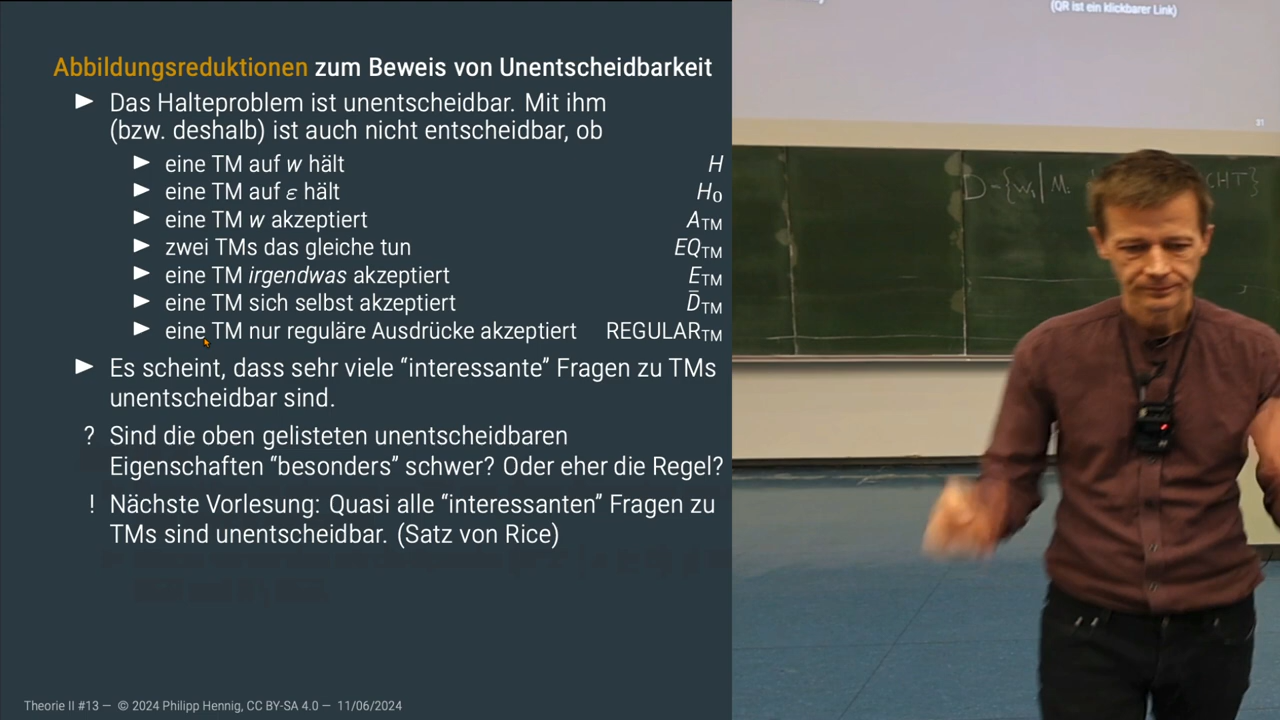 Abbildungsreduktionen zum Beweis von Unentscheidbarkeit
► Das Halteproblem ist unentscheidbar. Mit ihm
(bzw. deshalb) ist auch nicht entscheidbar, ob
► eine TM auf w hält H
► eine TM auf ε hält H₀
► eine TM w akzeptiert A_TM
► zwei TMs das gleiche tun EQ_TM
► eine TM irgendwas akzeptiert E_TM
► eine TM sich selbst akzeptiert D̄_TM
► eine TM nur reguläre Ausdrücke akzeptiert REGULAR_TM
► Es scheint, dass sehr viele “interessante” Fragen zu TMs
unentscheidbar sind.
? Sind die oben gelisteten unentscheidbaren
Eigenschaften “besonders” schwer? Oder eher die Regel?
! Nächste Vorlesung: Quasi alle “interessanten” Fragen zu
TMs sind unentscheidbar. (Satz von Rice)
Theorie II #13 — © 2024 Philipp Hennig, CC BY-SA 4.0 — 11/06/2024
(QR ist ein klickbarer Link)
31
D={wᵢ| Mᵢ CHT}